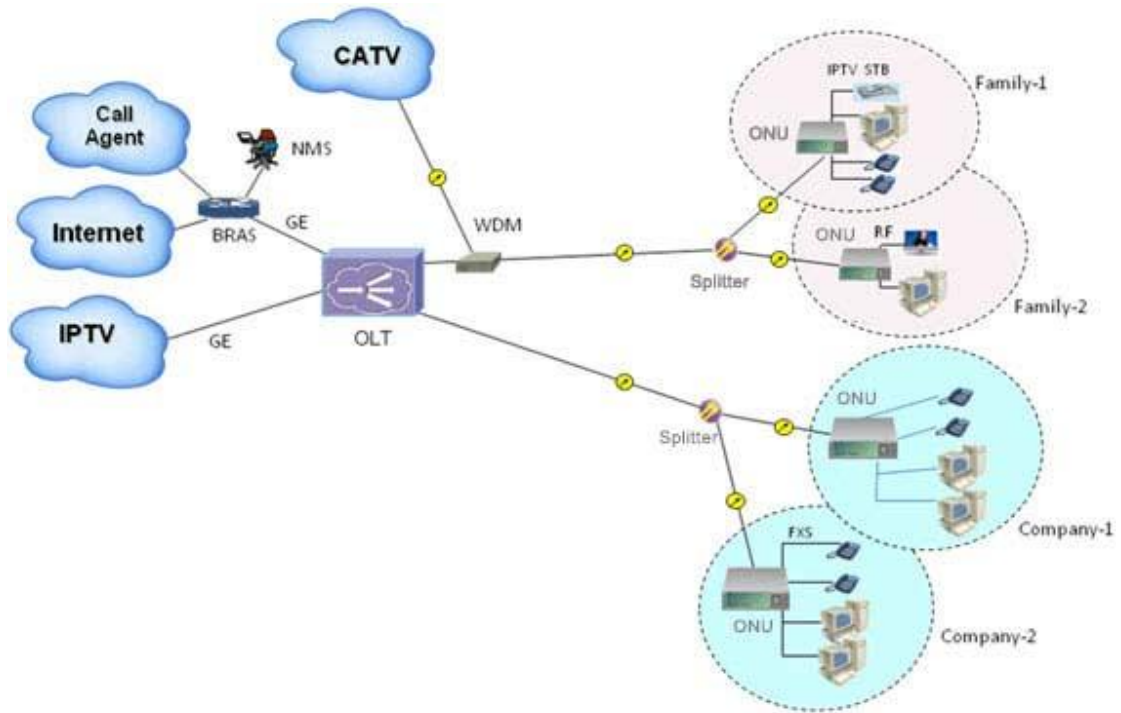 CATV
Call
Agent
NMS
Internet
BRAS
GE
IPTV
GE
OLT
WDM
Splitter
IPTV STB
ONU
Family-1
ONU
RF
Family-2
Splitter
ONU
Company-1
FXS
ONU
Company-2